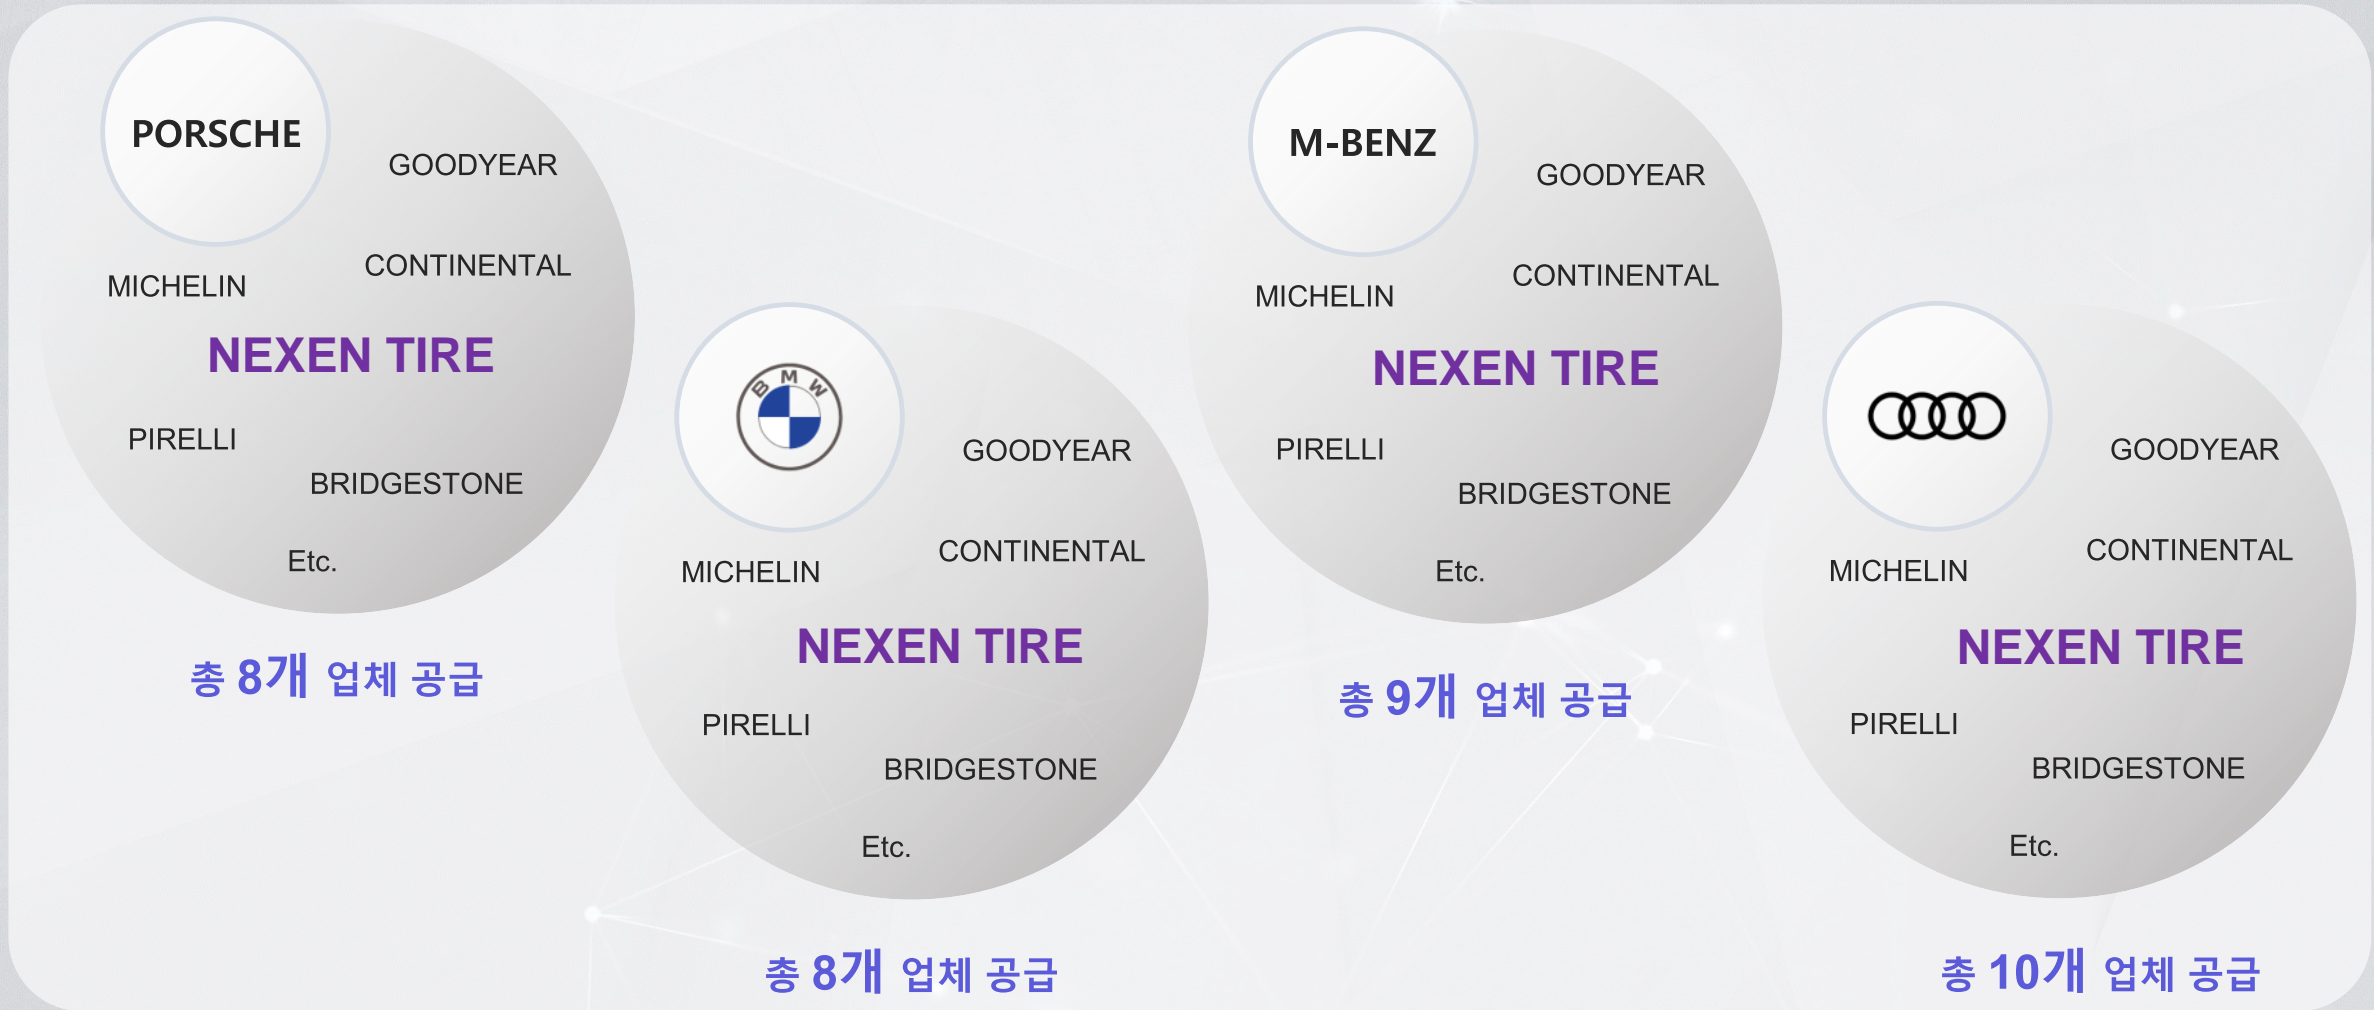 PORSCHE
GOODYEAR
CONTINENTAL
MICHELIN
NEXEN TIRE
PIRELLI
BRIDGESTONE
Etc.
총 8개 업체 공급
BMW
GOODYEAR
CONTINENTAL
MICHELIN
NEXEN TIRE
PIRELLI
BRIDGESTONE
Etc.
총 8개 업체 공급
M-BENZ
GOODYEAR
CONTINENTAL
MICHELIN
NEXEN TIRE
PIRELLI
BRIDGESTONE
Etc.
총 9개 업체 공급
GOODYEAR
CONTINENTAL
MICHELIN
NEXEN TIRE
PIRELLI
BRIDGESTONE
Etc.
총 10개 업체 공급